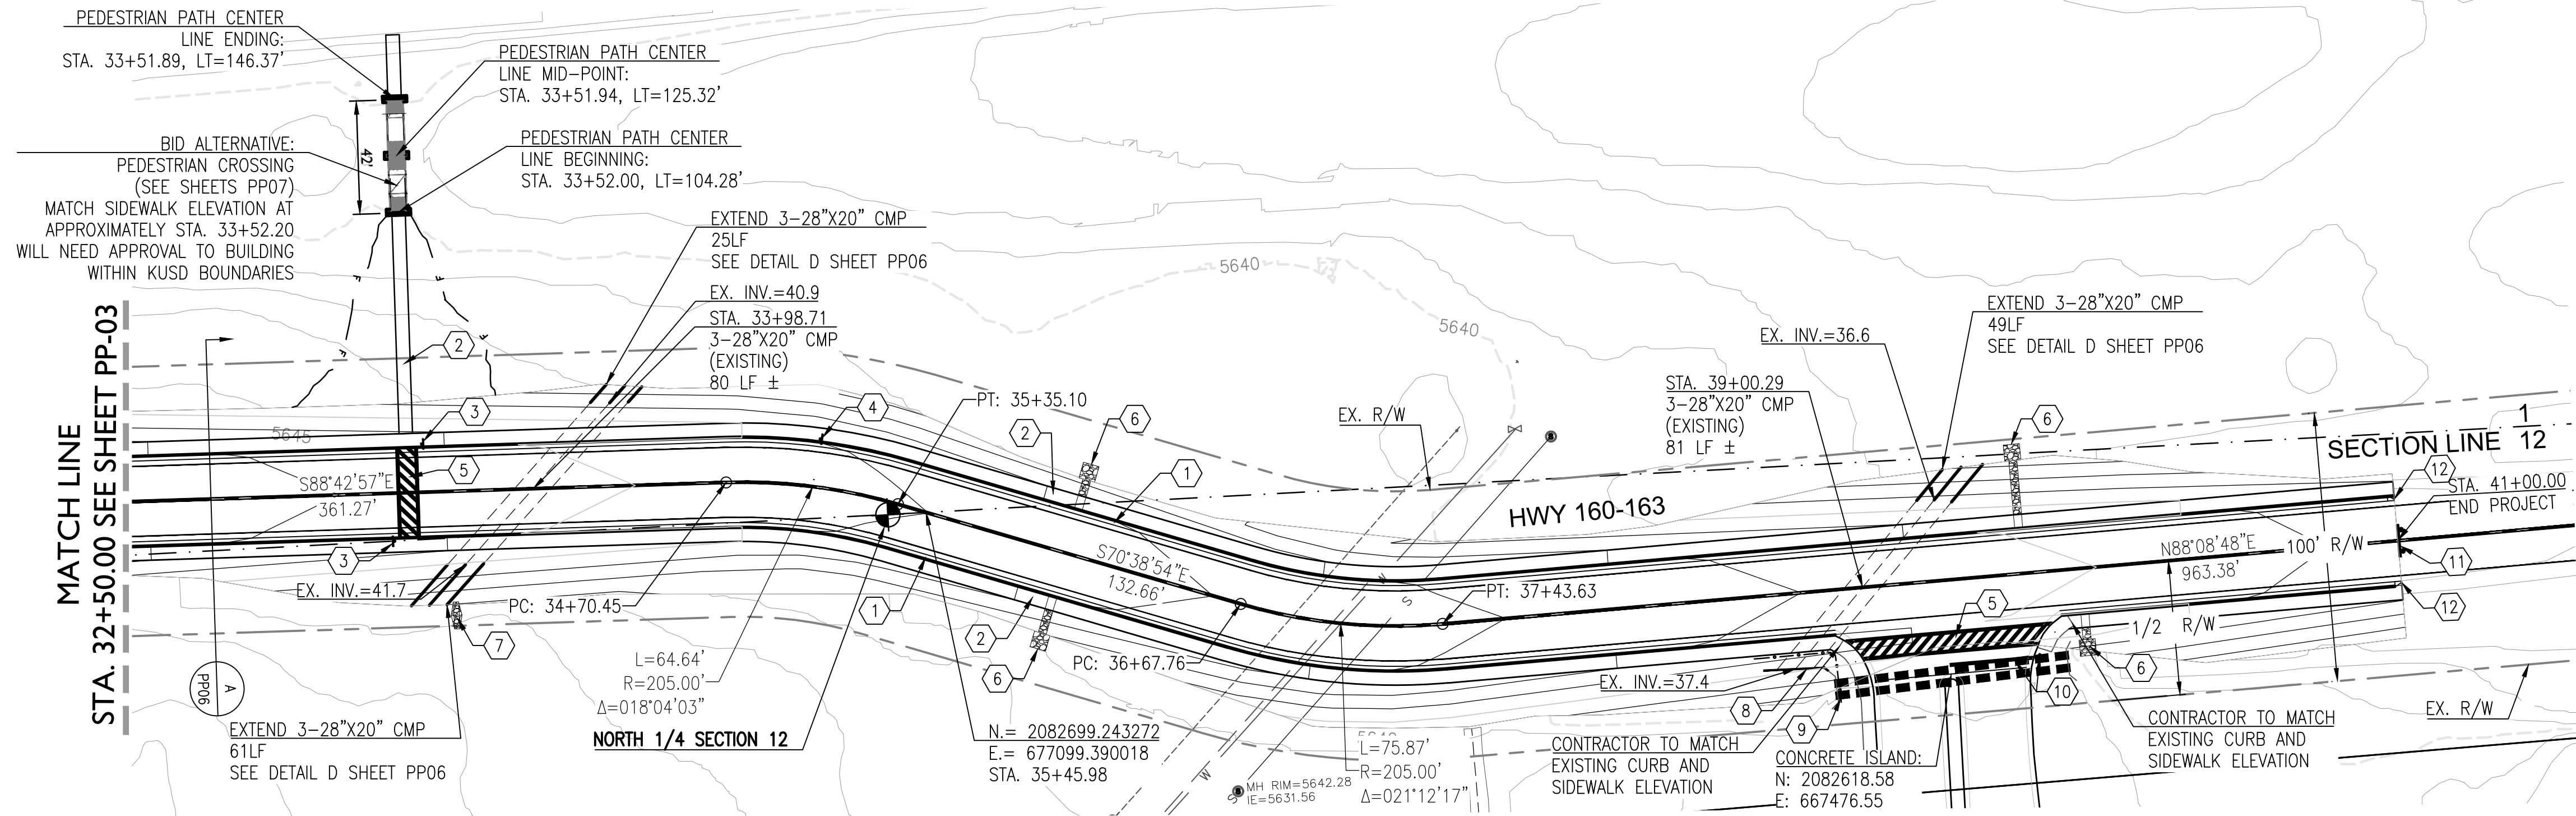 PEDESTRIAN PATH CENTER
LINE ENDING:
STA. 33+51.89, LT=146.37'
PEDESTRIAN PATH CENTER
LINE MID-POINT:
STA. 33+51.94, LT=125.32'
PEDESTRIAN PATH CENTER
LINE BEGINNING:
STA. 33+52.00, LT=104.28'
42'
BID ALTERNATIVE:
PEDESTRIAN CROSSING
(SEE SHEETS PP07)
MATCH SIDEWALK ELEVATION AT
APPROXIMATELY STA. 33+52.20
WILL NEED APPROVAL TO BUILDING
WITHIN KUSD BOUNDARIES
EXTEND 3-28"X20" CMP
25LF
SEE DETAIL D SHEET PP06
EX. INV.=40.9
STA. 33+98.71
3-28"X20" CMP
(EXISTING)
80 LF ±
F
F
F
F
MATCH LINE
STA. 32+50.00 SEE SHEET PP-03
5645
5640
5640
2
3
4
5
3
S88°42'57"E
361.27'
EX. INV.=41.7
PC: 34+70.45
7
A
PP06
EXTEND 3-28"X20" CMP
61LF
SEE DETAIL D SHEET PP06
PT: 35+35.10
2
6
1
S70°38'54"E
132.66'
1
2
6
L=64.64'
R=205.00'
Δ=018°04'03"
NORTH 1/4 SECTION 12
N.= 2082699.243272
E.= 677099.390018
STA. 35+45.98
PC: 36+67.76
PT: 37+43.63
EX. R/W
W
S
W
S
MH RIM=5642.28
IE=5631.56
L=75.87'
R=205.00'
Δ=021°12'17"
HWY 160-163
EX. INV.=36.6
STA. 39+00.29
3-28"X20" CMP
(EXISTING)
81 LF ±
EXTEND 3-28"X20" CMP
49LF
SEE DETAIL D SHEET PP06
6
SECTION LINE
1
12
12
STA. 41+00.00
END PROJECT
N88°08'48"E
963.38'
100' R/W
11
12
5
1/2 R/W
6
10
EX. INV.=37.4
8
9
CONTRACTOR TO MATCH
EXISTING CURB AND
SIDEWALK ELEVATION
CONCRETE ISLAND:
N: 2082618.58
E: 667476.55
CONTRACTOR TO MATCH
EXISTING CURB AND
SIDEWALK ELEVATION
EX. R/W